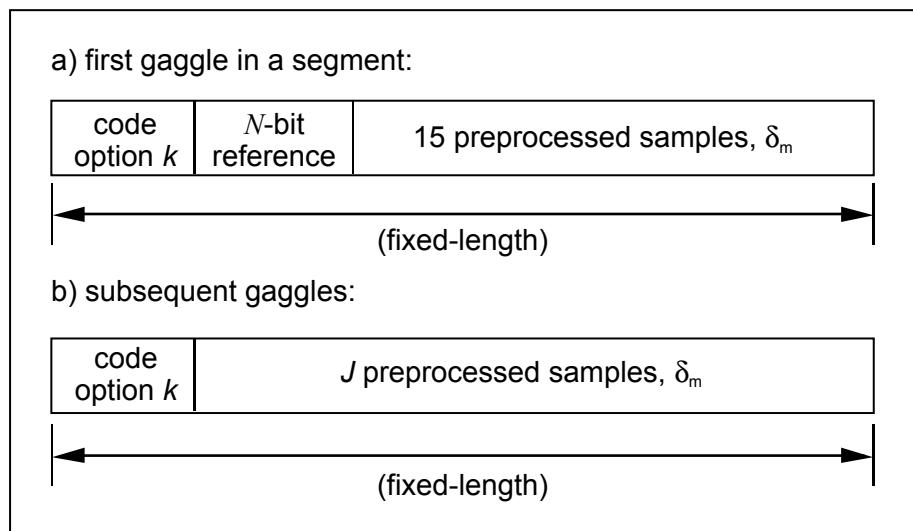 a) first gaggle in a segment:
code option k
N-bit reference
15 preprocessed samples, δm
(fixed-length)
b) subsequent gaggles:
code option k
J preprocessed samples, δm
(fixed-length)